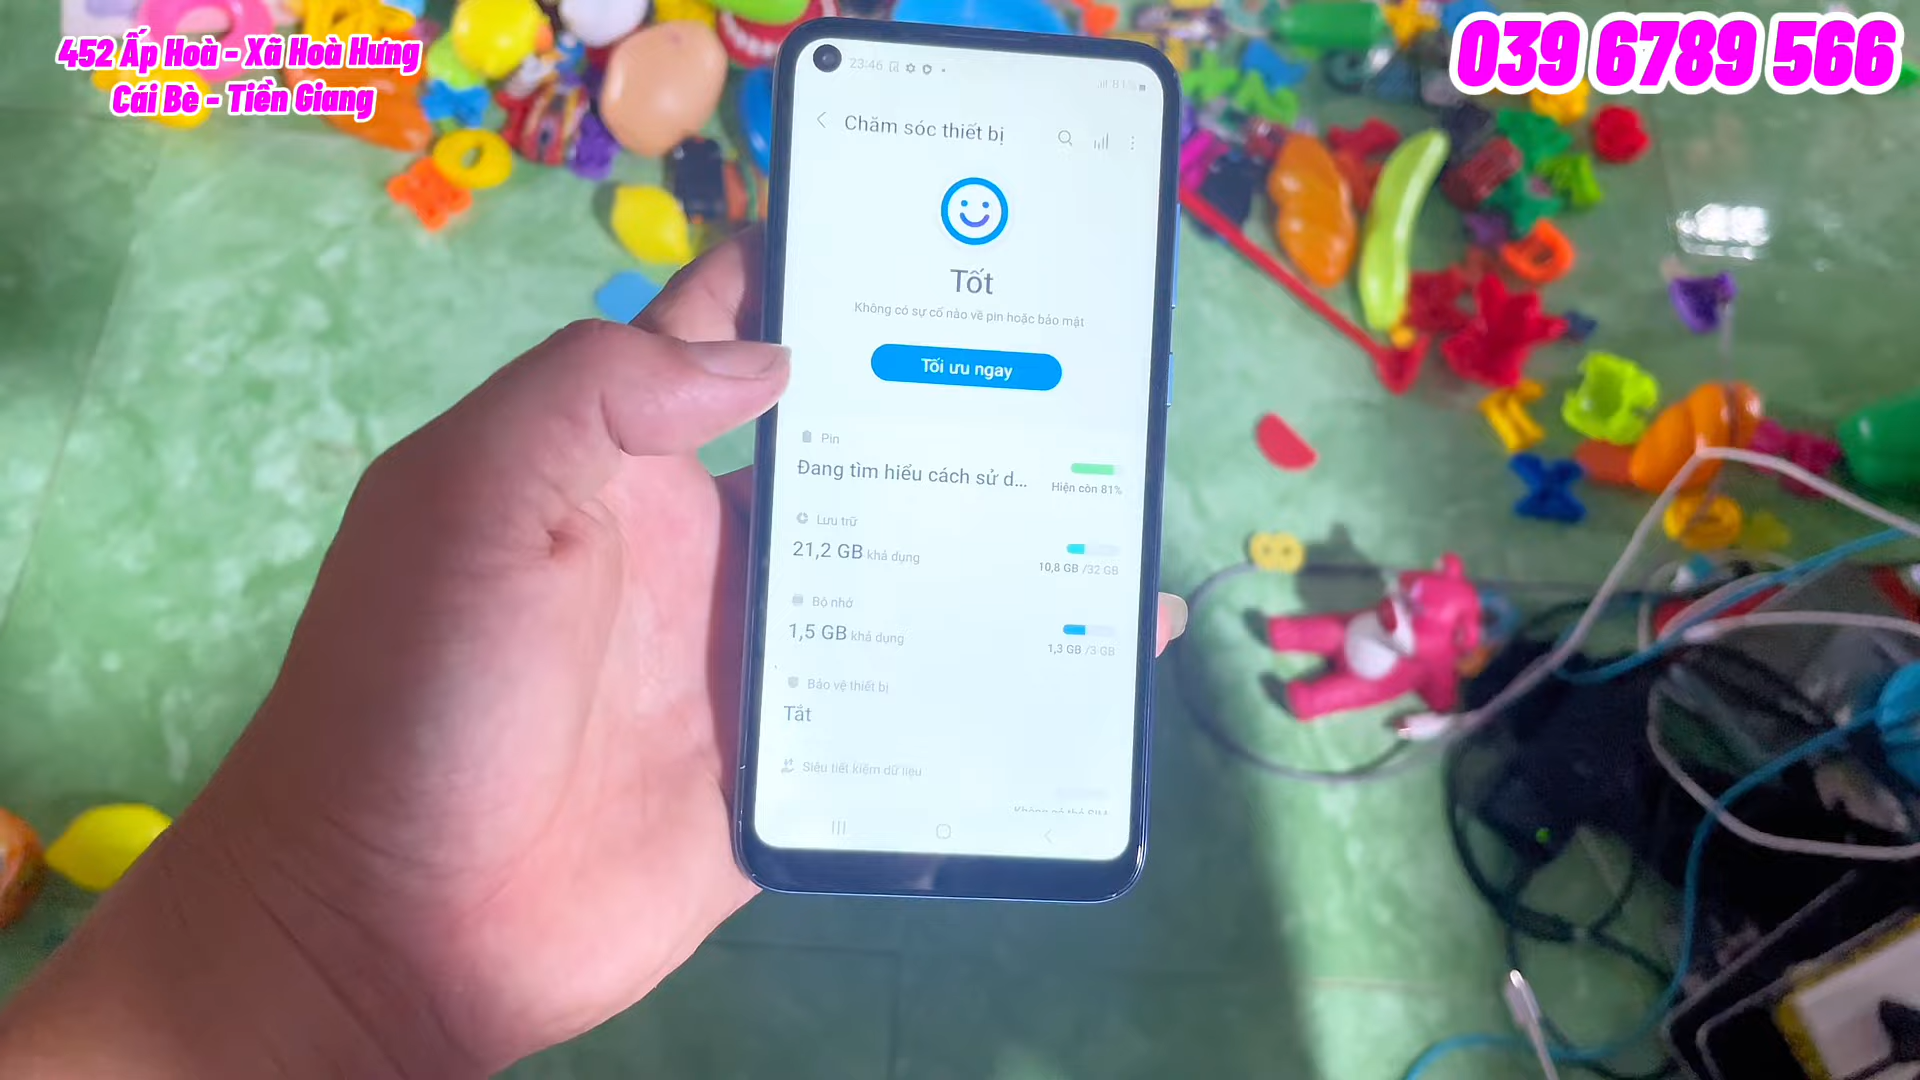 452 Ấp Hoà - Xã Hoà Hưng
Cái Bè - Tiền Giang
039 6789 566
23:46
81%
Chăm sóc thiết bị
Tốt
Không có sự cố nào về pin hoặc bảo mật
Tối ưu ngay
Pin
Đang tìm hiểu cách sử d...
Hiện còn 81%
Lưu trữ
21,2 GB khả dụng
10,8 GB /32 GB
Bộ nhớ
1,5 GB khả dụng
1,3 GB /3 GB
Bảo vệ thiết bị
Tắt
Siêu tiết kiệm dữ liệu
Không có thẻ SIM